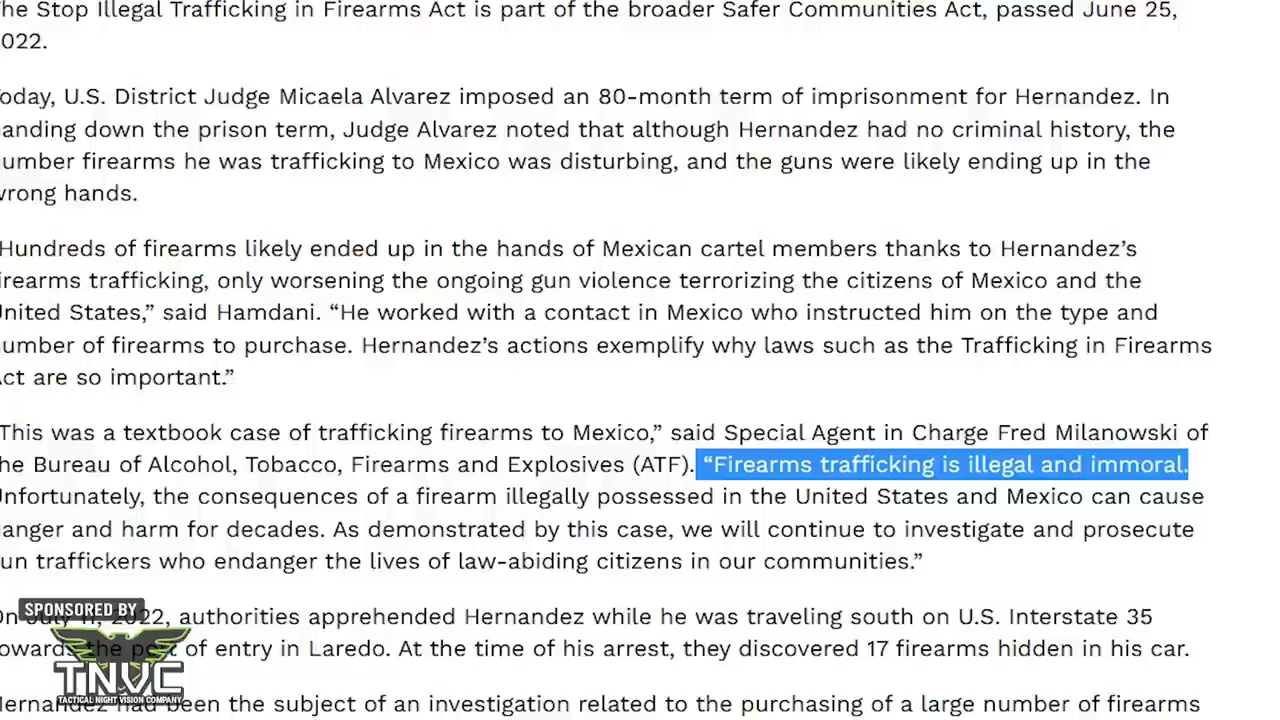 he Stop Illegal Trafficking in Firearms Act is part of the broader Safer Communities Act, passed June 25,
022.
oday, U.S. District Judge Micaela Alvarez imposed an 80-month term of imprisonment for Hernandez. In
anding down the prison term, Judge Alvarez noted that although Hernandez had no criminal history, the
umber firearms he was trafficking to Mexico was disturbing, and the guns were likely ending up in the
wrong hands.
Hundreds of firearms likely ended up in the hands of Mexican cartel members thanks to Hernandez’s
irearms trafficking, only worsening the ongoing gun violence terrorizing the citizens of Mexico and the
United States,” said Hamdani. “He worked with a contact in Mexico who instructed him on the type and
umber of firearms to purchase. Hernandez’s actions exemplify why laws such as the Trafficking in Firearms
ct are so important.”
This was a textbook case of trafficking firearms to Mexico,” said Special Agent in Charge Fred Milanowski of
he Bureau of Alcohol, Tobacco, Firearms and Explosives (ATF). “Firearms trafficking is illegal and immoral.
Unfortunately, the consequences of a firearm illegally possessed in the United States and Mexico can cause
anger and harm for decades. As demonstrated by this case, we will continue to investigate and prosecute
un traffickers who endanger the lives of law-abiding citizens in our communities.”
On July 11, 2022, authorities apprehended Hernandez while he was traveling south on U.S. Interstate 35
owards the port of entry in Laredo. At the time of his arrest, they discovered 17 firearms hidden in his car.
Hernandez had been the subject of an investigation related to the purchasing of a large number of firearms
SPONSORED BY
TNVC
TACTICAL NIGHT VISION COMPANY